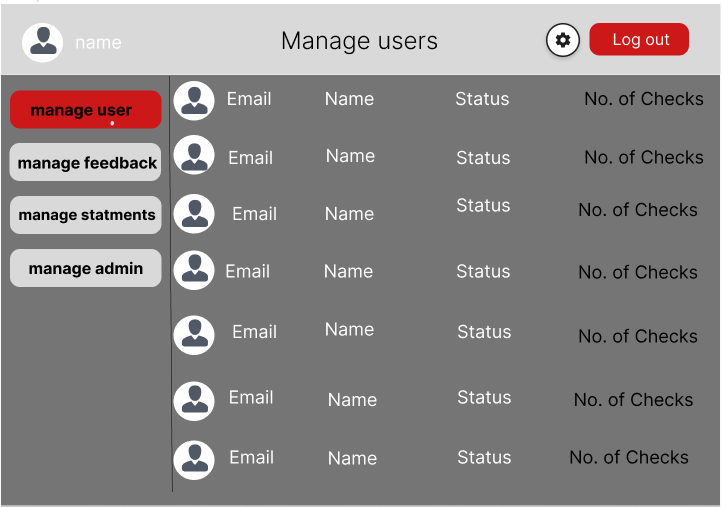 name
Manage users
Log out
manage user
manage feedback
manage statments
manage admin
Email Name Status No. of Checks
Email Name Status No. of Checks
Email Name Status No. of Checks
Email Name Status No. of Checks
Email Name Status No. of Checks
Email Name Status No. of Checks
Email Name Status No. of Checks